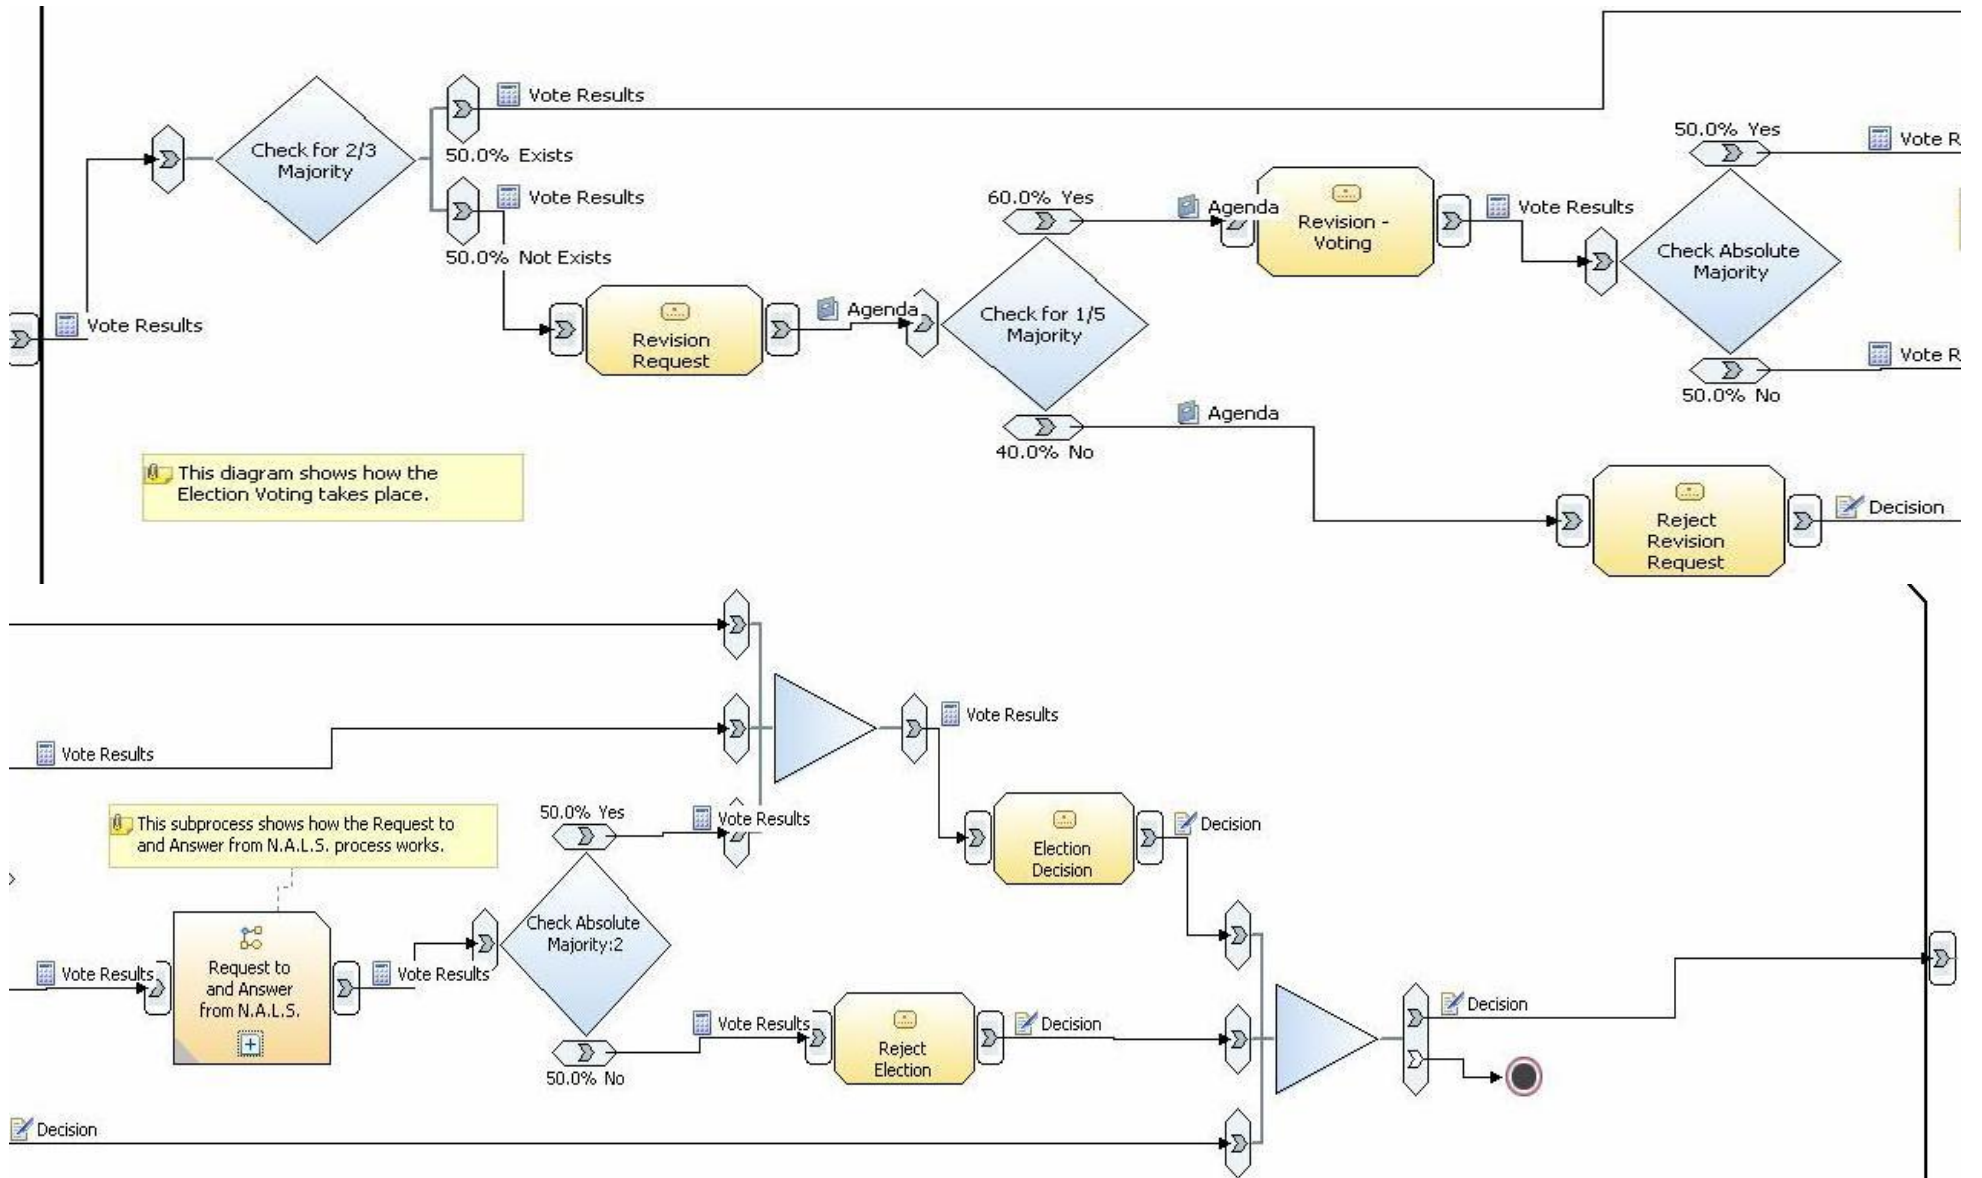 Vote Results
Check for 2/3
Majority
Vote Results
50.0% Exists
Vote Results
50.0% Not Exists
Revision
Request
Agenda
Check for 1/5
Majority
60.0% Yes
Agenda
Revision -
Voting
Vote Results
Check Absolute
Majority
50.0% Yes
Vote R
50.0% No
Vote R
40.0% No
Agenda
Reject
Revision
Request
Decision
This diagram shows how the
Election Voting takes place.
Vote Results
This subprocess shows how the Request to
and Answer from N.A.L.S. process works.
Vote Results
Request to
and Answer
from N.A.L.S.
Vote Results
Check Absolute
Majority:2
50.0% Yes
Vote Results
50.0% No
Vote Results
Vote Results
Election
Decision
Decision
Reject
Election
Decision
Decision
Decision